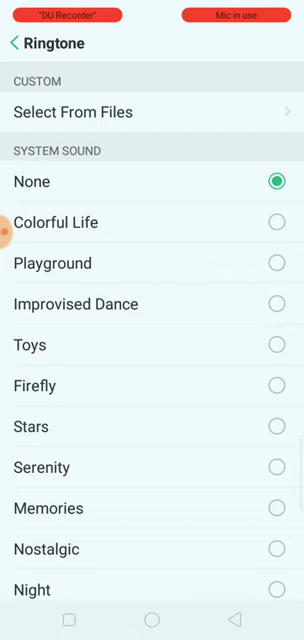 "DU Recorder"
Mic in use
Ringtone
CUSTOM
Select From Files
SYSTEM SOUND
None
Colorful Life
Playground
Improvised Dance
Toys
Firefly
Stars
Serenity
Memories
Nostalgic
Night